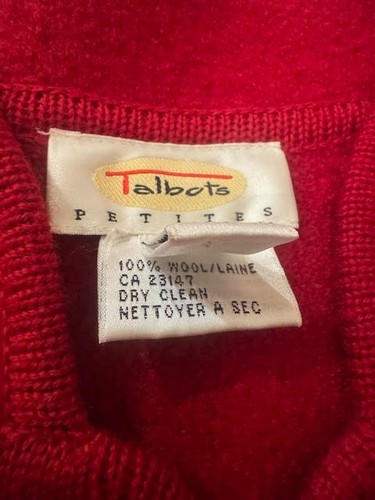 Talbots
PETITES
100% WOOL/LAINE
CA 23147
DRY CLEAN
NETTOYER A SEC